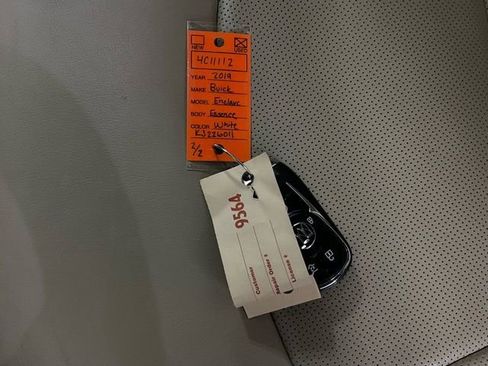 NEW USED
4C11112
YEAR 2019
MAKE Buick
MODEL Enclave
BODY Essence
COLOR White
KJ226011
2/2
9564
Customer
Repair Order #
License #